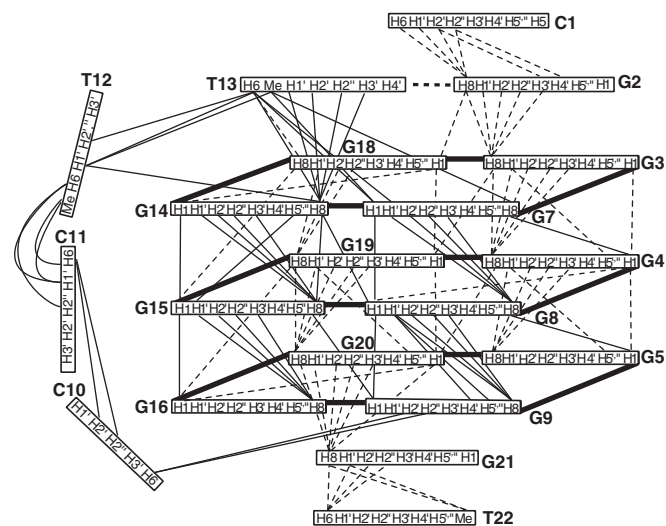 H6 H1' H2' H2'' H3' H4' H5'·'' H5 C1
T12
T13 H6 Me H1' H2' H2'' H3' H4'
H8 H1' H2' H2'' H3' H4' H5'·'' H1 G2
Me H6 H1' H2',·'' H3'
G18
H8 H1' H2' H2'' H3' H4' H5'·'' H1
H8 H1' H2' H2'' H3' H4' H5'·'' H1 G3
G14 H1 H1' H2' H2'' H3' H4' H5'·'' H8
H1 H1' H2' H2'' H3' H4' H5'·'' H8 G7
C11
G19
H3' H2' H2'' H1' H6
H8 H1' H2' H2'' H3' H4' H5'·'' H1
H8 H1' H2' H2'' H3' H4' H5'·'' H1 G4
G15 H1 H1' H2' H2'' H3' H4' H5'·'' H8
H1 H1' H2' H2'' H3' H4' H5'·'' H8 G8
G20
H8 H1' H2' H2'' H3' H4' H5'·'' H1
H8 H1' H2' H2'' H3' H4' H5'·'' H1 G5
C10
H1' H2' H2'' H3' H6
G16 H1 H1' H2' H2'' H3' H4' H5'·'' H8
H1 H1' H2' H2'' H3' H4' H5'·'' H8 G9
H8 H1' H2' H2'' H3' H4' H5'·'' H1 G21
H6 H1' H2' H2'' H3' H4' H5'·'' Me T22